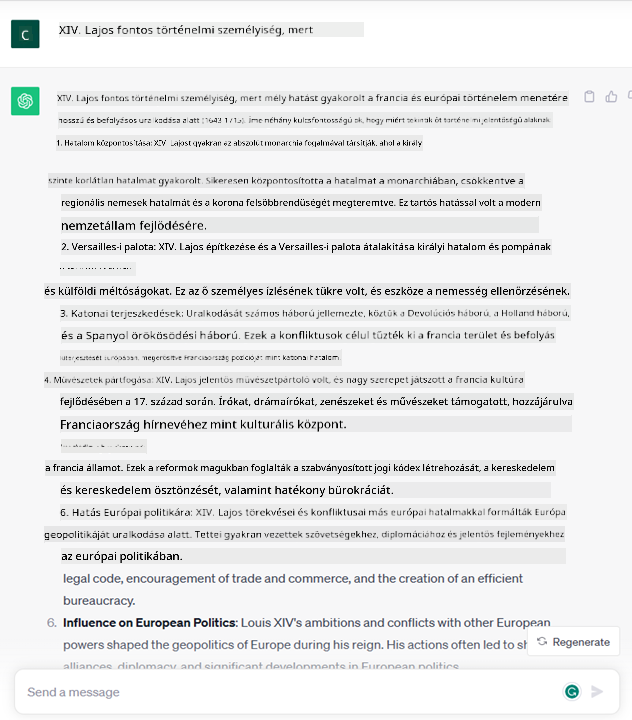 C
XIV. Lajos fontos történelmi személyiség, mert
XIV. Lajos fontos történelmi személyiség, mert mély hatást gyakorolt a francia és európai történelem menetére
hosszú és befolyásos uralkodása alatt (1643-1715). Íme néhány kulcsfontosságú ok, hogy miért tekintik őt történelmi jelentőségű alaknak
1. Hatalom központosítása: XIV. Lajost gyakran az abszolút monarchia fogalmával társítják, ahol a király
szinte korlátlan hatalmat gyakorolt. Sikeresen központosította a hatalmat a monarchiában, csökkentve a
regionális nemesek hatalmát és a korona felsőbbrendűségét megteremtve. Ez tartós hatással volt a modern
nemzetállam fejlődésére.
2. Versailles-i palota: XIV. Lajos építkezése és a Versailles-i palota átalakítása királyi hatalom és pompának
és külföldi méltóságokat. Ez az ő személyes ízlésének tükre volt, és eszköze a nemesség ellenőrzésének.
3. Katonai terjeszkedések: Uralkodását számos háború jellemezte, köztük a Devolúciós háború, a Holland háború,
és a Spanyol örökösödési háború. Ezek a konfliktusok célul tűzték ki a francia terület és befolyás
kiterjesztését Európában, megerősítve Franciaország pozícióját mint katonai hatalom.
4. Művészetek pártfogása: XIV. Lajos jelentős művészetpártoló volt, és nagy szerepet játszott a francia kultúra
fejlődésében a 17. század során. Írókat, drámaírókat, zenészeket és művészeket támogatott, hozzájárulva
Franciaország hírnevéhez mint kulturális központ.
a francia államot. Ezek a reformok magukban foglalták a szabványosított jogi kódex létrehozását, a kereskedelem
és kereskedelem ösztönzését, valamint hatékony bürokráciát.
6. Hatás Európai politikára: XIV. Lajos törekvései és konfliktusai más európai hatalmakkal formálták Európa
geopolitikáját uralkodása alatt. Tettei gyakran vezettek szövetségekhez, diplomáciához és jelentős fejleményekhez
az európai politikában.
legal code, encouragement of trade and commerce, and the creation of an efficient
bureaucracy.
6. Influence on European Politics: Louis XIV's ambitions and conflicts with other European
powers shaped the geopolitics of Europe during his reign. His actions often led to sh
alliances, diplomacy, and significant developments in European politics.
Regenerate
Send a message